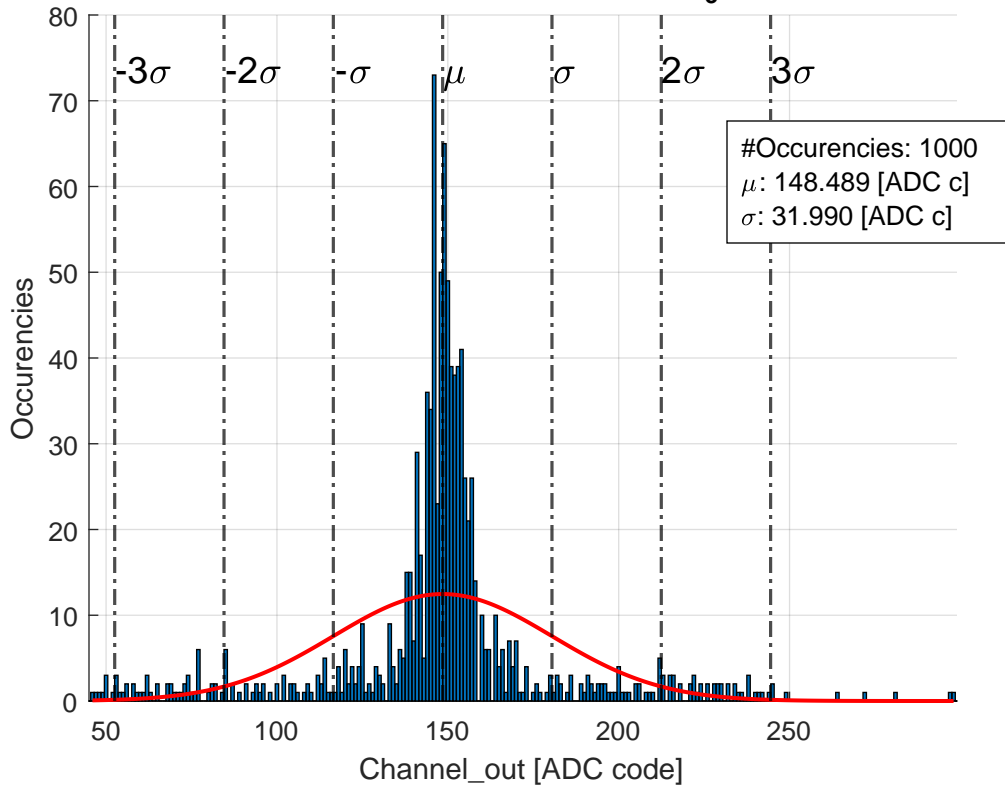 80
70
60
50
40
30
20
10
0
Occurencies
-3σ
-2σ
-σ
μ
σ
2σ
3σ
#Occurencies: 1000
μ: 148.489 [ADC c]
σ: 31.990 [ADC c]
50
100
150
200
250
Channel_out [ADC code]